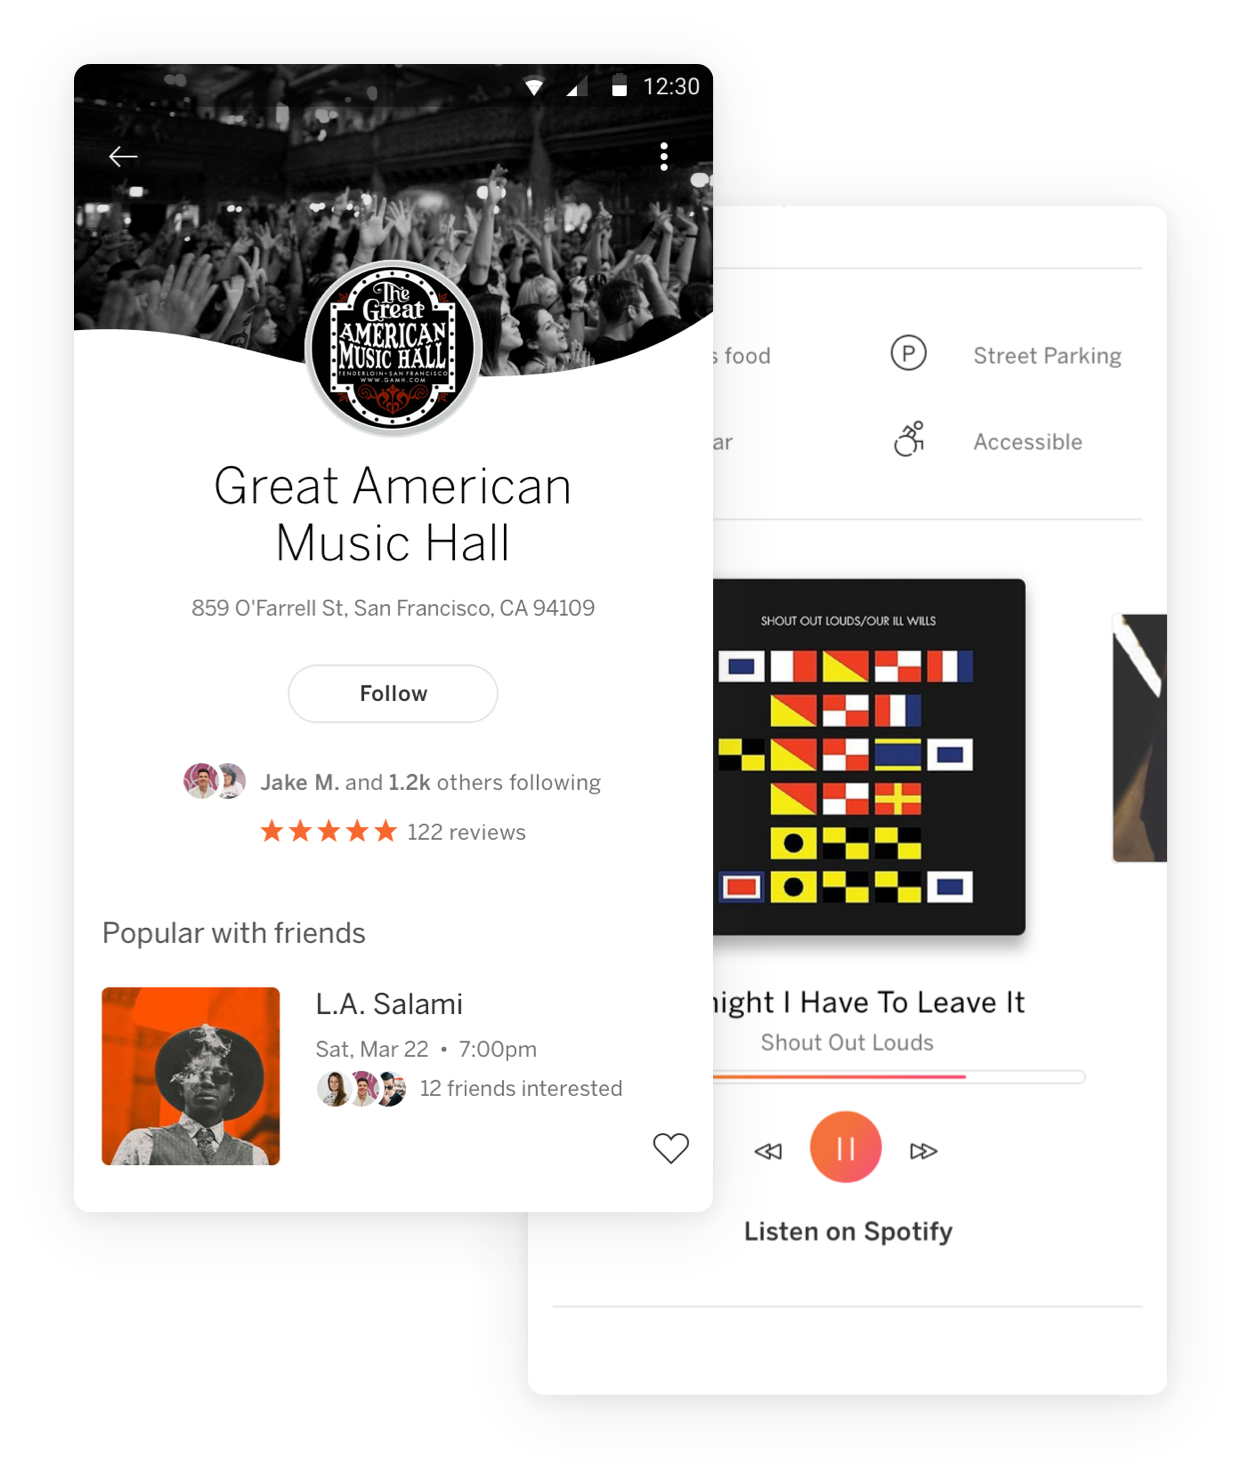 12:30
The
Great
AMERICAN
MUSIC HALL
TENDERLOIN • SAN FRANCISCO
WWW.GAMH.COM
Great American
Music Hall
859 O'Farrell St, San Francisco, CA 94109
Follow
Jake M. and 1.2k others following
122 reviews
Popular with friends
L.A. Salami
Sat, Mar 22 • 7:00pm
12 friends interested
food
P
Street Parking
Accessible
SHOUT OUT LOUDS/OUR ILL WILLS
I Have To Leave It
Shout Out Louds
Listen on Spotify